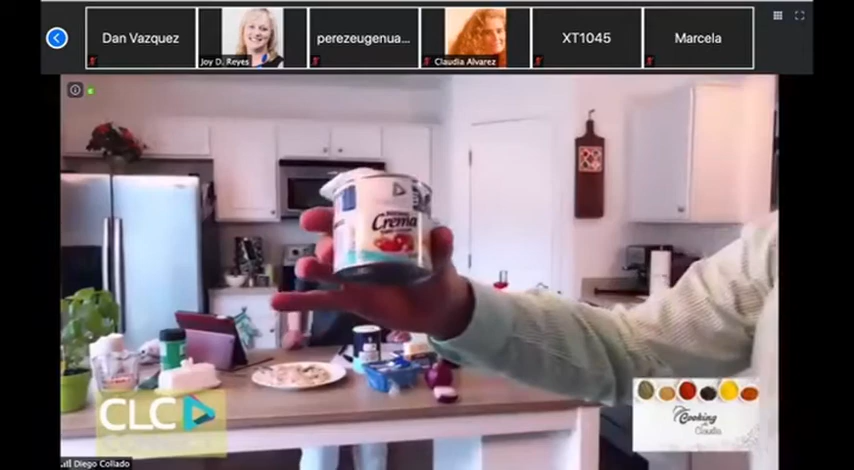 Dan Vazquez
Joy D. Reyes
perezeugenua...
Claudia Alvarez
XT1045
Marcela
Crema
CLC
Cooking
Claudia
Diego Collado